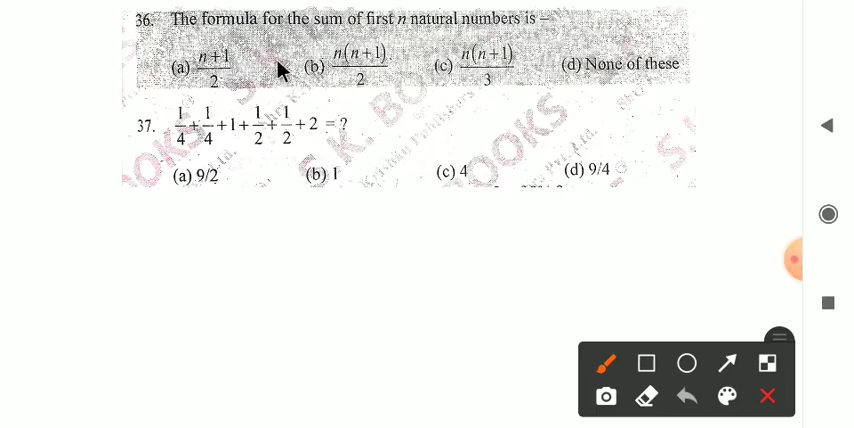 36. The formula for the sum of first n natural numbers is –
(a) n+1/2 (b) n(n+1)/2 (c) n(n+1)/3 (d) None of these
37. 1/4+1/4+1+1/2+1/2+2 = ?
(a) 9/2 (b) 1 (c) 4 (d) 9/4